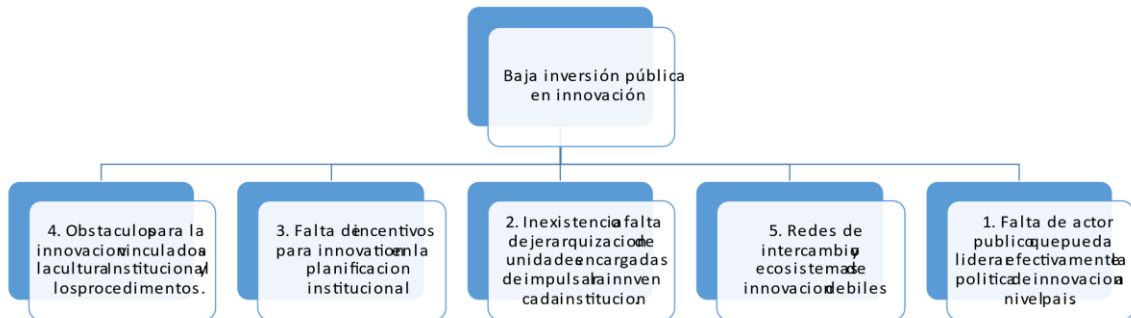 Baja inversión pública
en innovación
4. Obstaculos para la
innovacion vinculados a
la cultura Institucional y
los procedimentos.
3. Falta de incentivos
para innovation en la
planificacion
institucional
2. Inexistencia o falta
de jerarquizacion de
unidades encargadas
de impulsar la innv en
cada institucion.
5. Redes de
intercambio y
ecosistemas de
innovacion debiles
1. Falta de actor
publico que pueda
liderar efectivamente la
politica de innovacion a
nivel pais